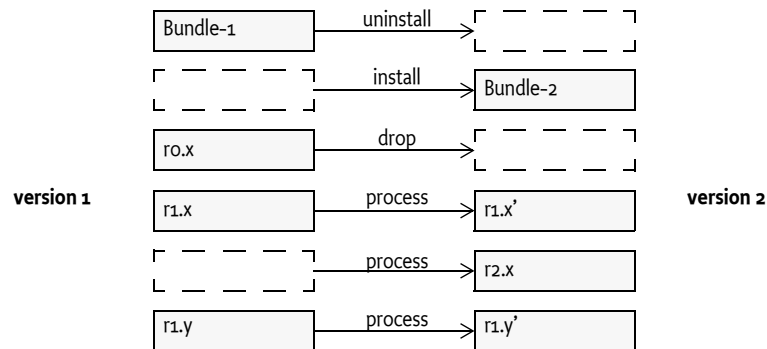 Bundle-1 uninstall
install Bundle-2
r0.x drop
version 1 r1.x process r1.x’ version 2
process r2.x
r1.y process r1.y’